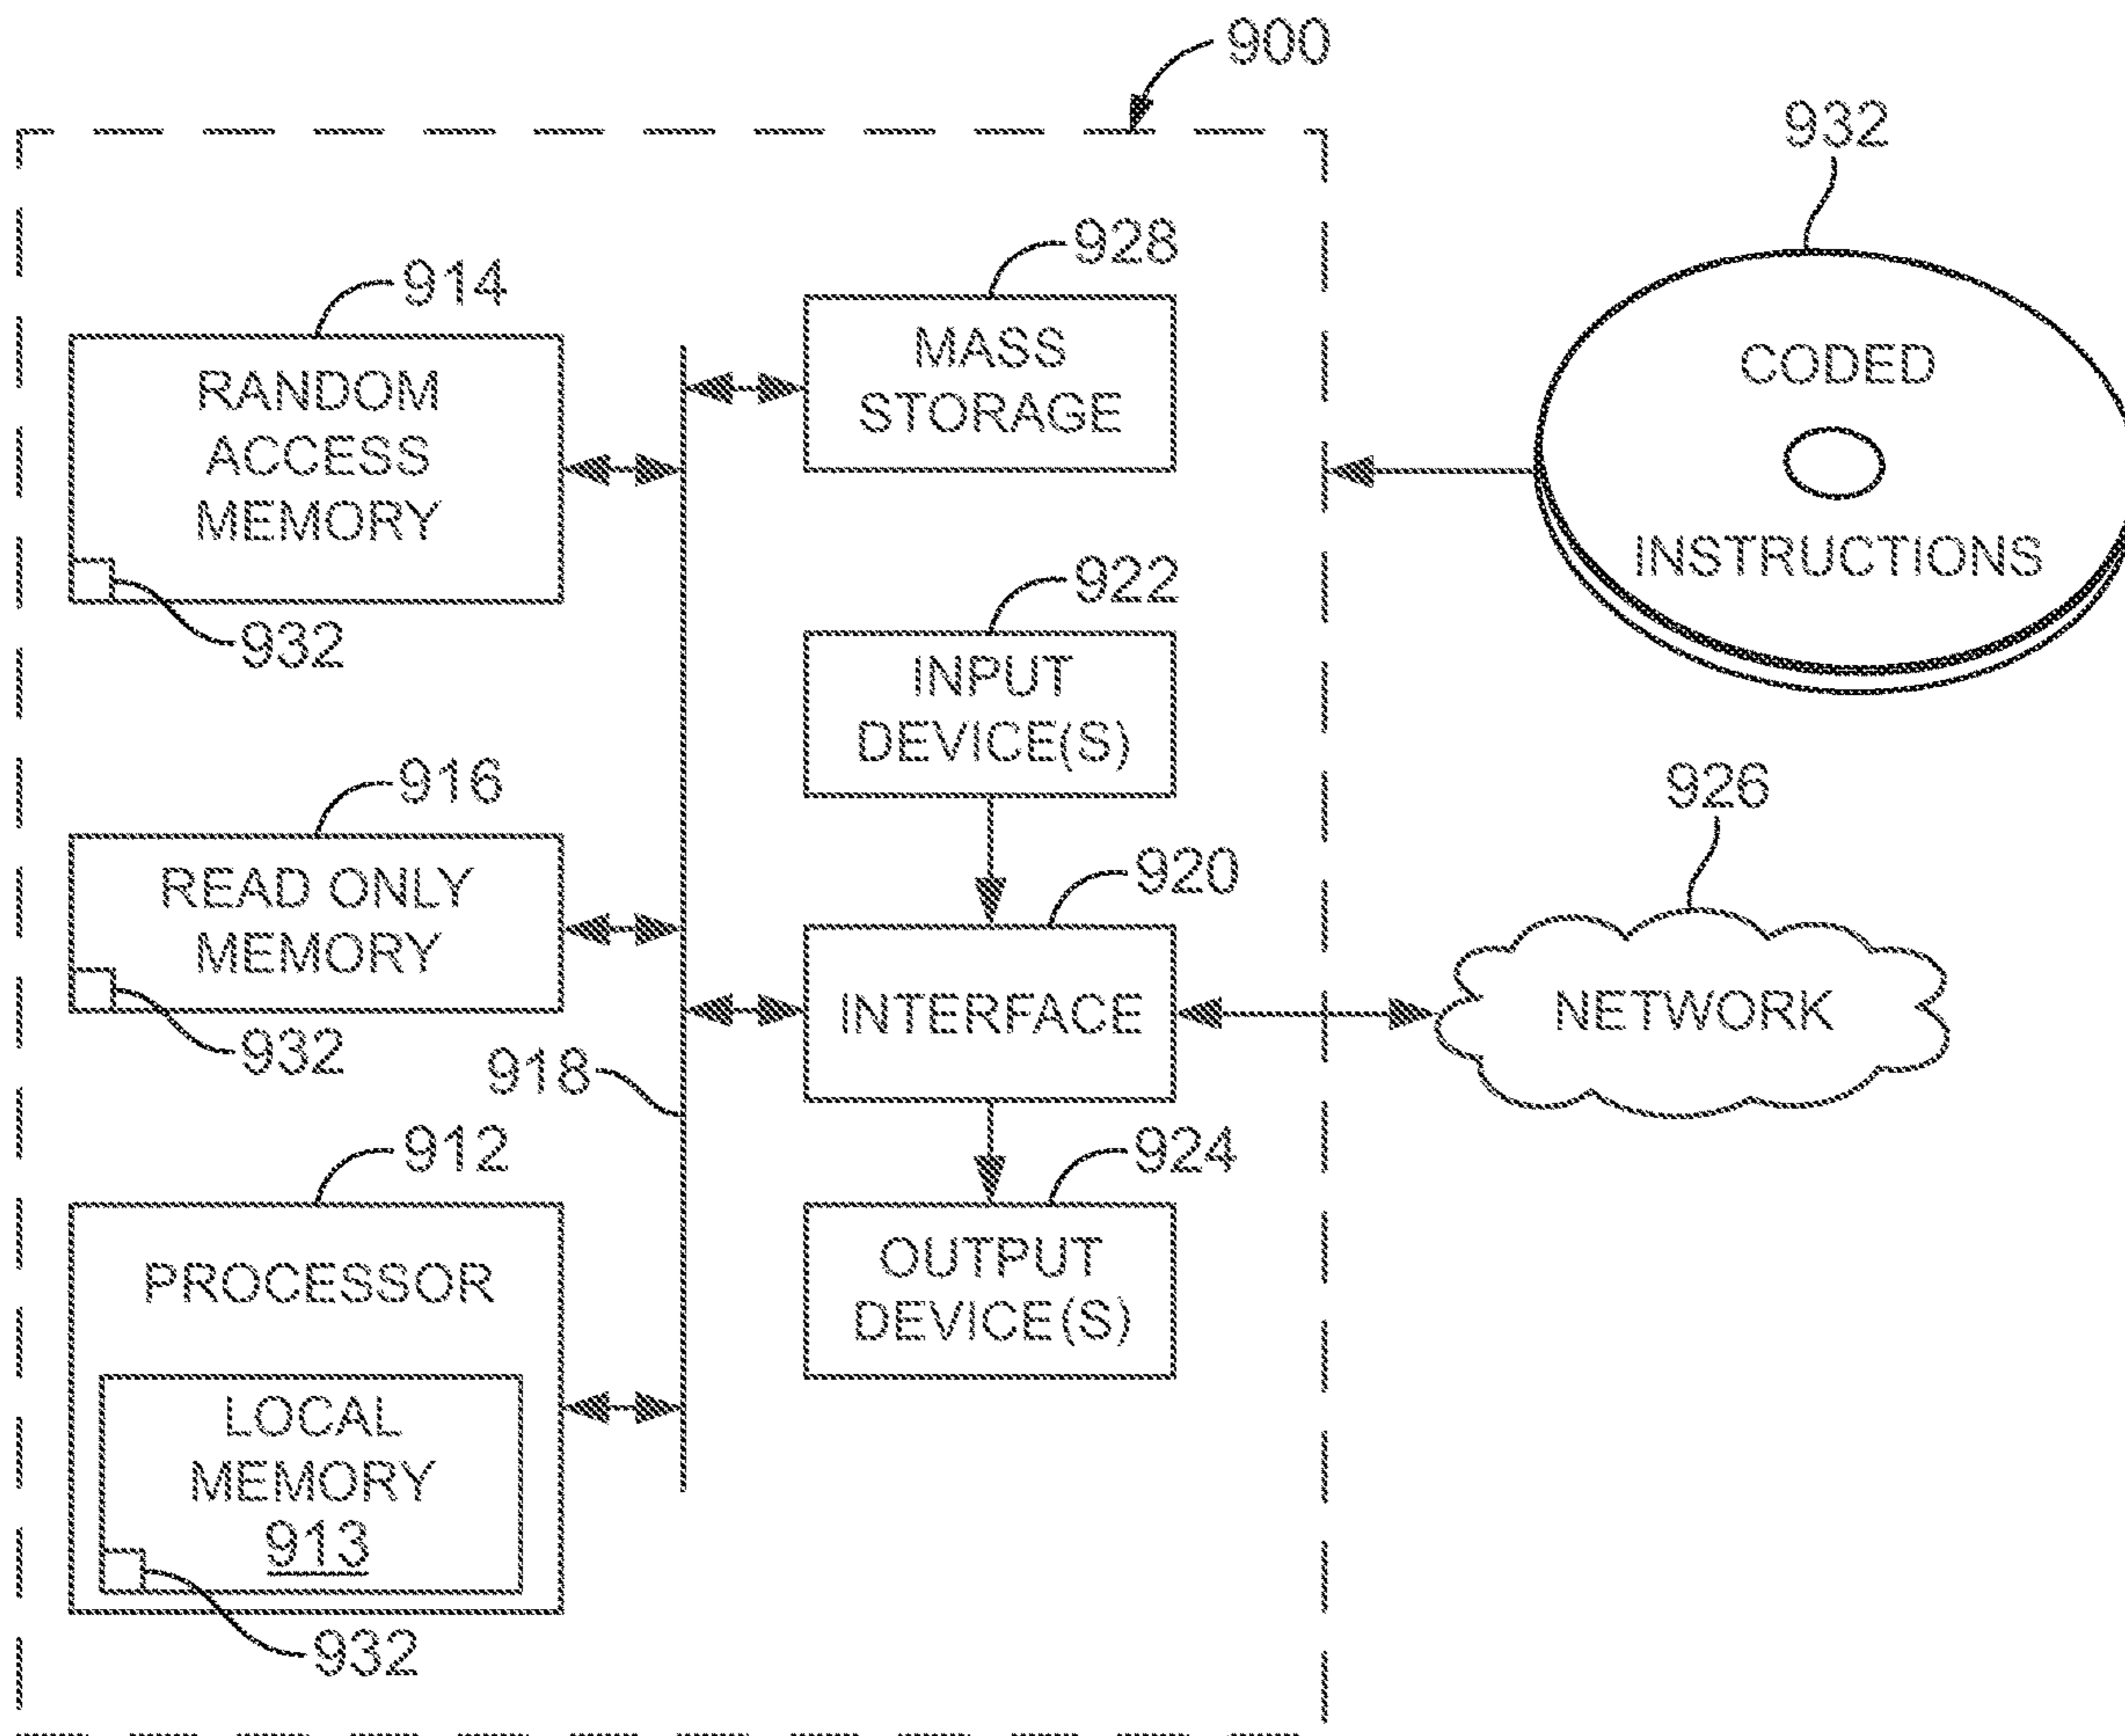 900
932
928
914
MASS
STORAGE
RANDOM
ACCESS
MEMORY
CODED
INSTRUCTIONS
922
932
INPUT
DEVICE(S)
916
926
READ ONLY
MEMORY
920
INTERFACE
NETWORK
932
918
912
924
PROCESSOR
OUTPUT
DEVICE(S)
LOCAL
MEMORY
913
932